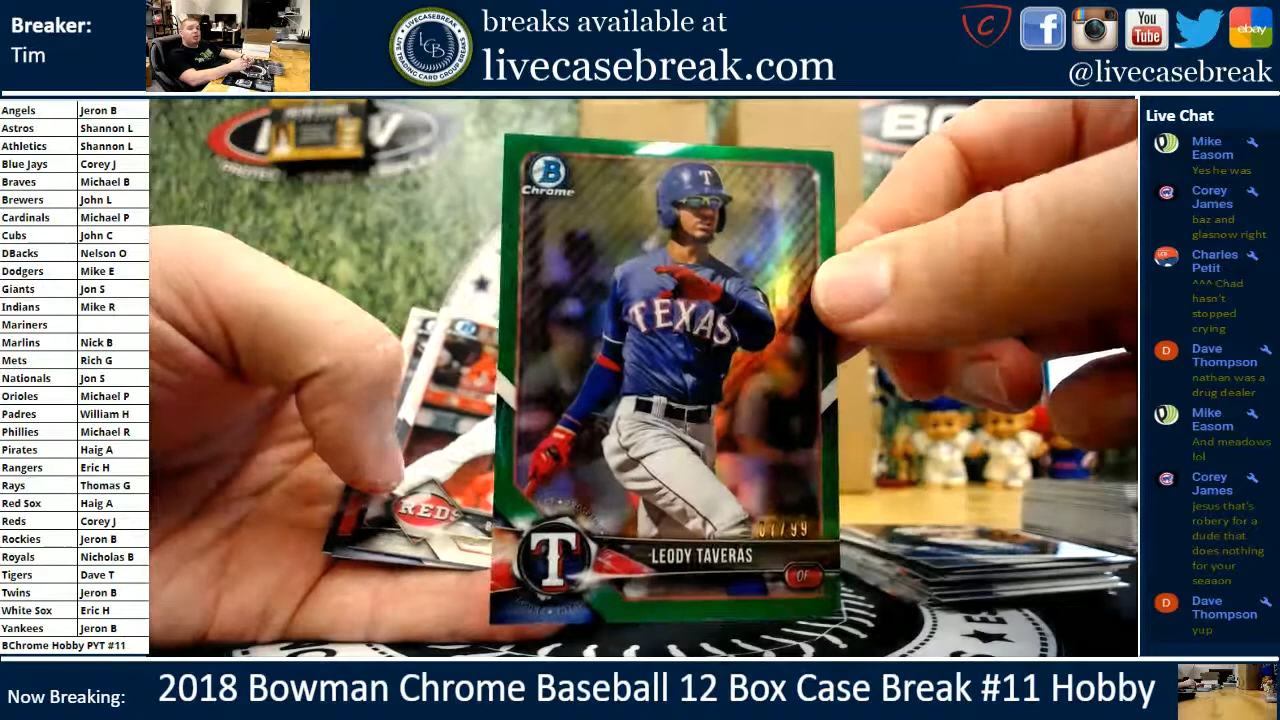 Breaker:
Tim
breaks available at
livecasebreak.com
You
Tube
ebay
@livecasebreak
LCB
Angels Jeron B
Astros Shannon L
Athletics Shannon L
Blue Jays Corey J
Braves Michael B
Brewers John L
Cardinals Michael P
Cubs John C
DBacks Nelson O
Dodgers Mike E
Giants Jon S
Indians Mike R
Mariners
Marlins Nick B
Mets Rich G
Nationals Jon S
Orioles Michael P
Padres William H
Phillies Michael R
Pirates Haig A
Rangers Eric H
Rays Thomas G
Red Sox Haig A
Reds Corey J
Rockies Jeron B
Royals Nicholas B
Tigers Dave T
Twins Jeron B
White Sox Eric H
Yankees Jeron B
BChrome Hobby PYT #11
B
Chrome
T
TEXAS
REDS
T
LEODY TAVERAS
OF
Live Chat
Mike
Easom
Yes he was
Corey
James
baz and
glasnow right
Charles
Petit
^^^ Chad
hasn't
stopped
crying
D
Dave
Thompson
nathan was a
drug dealer
Mike
Easom
And meadows
lol
Corey
James
jesus that's
robery for a
dude that
does nothing
for your
seaaon
D
Dave
Thompson
yup
Now Breaking:
2018 Bowman Chrome Baseball 12 Box Case Break #11 Hobby